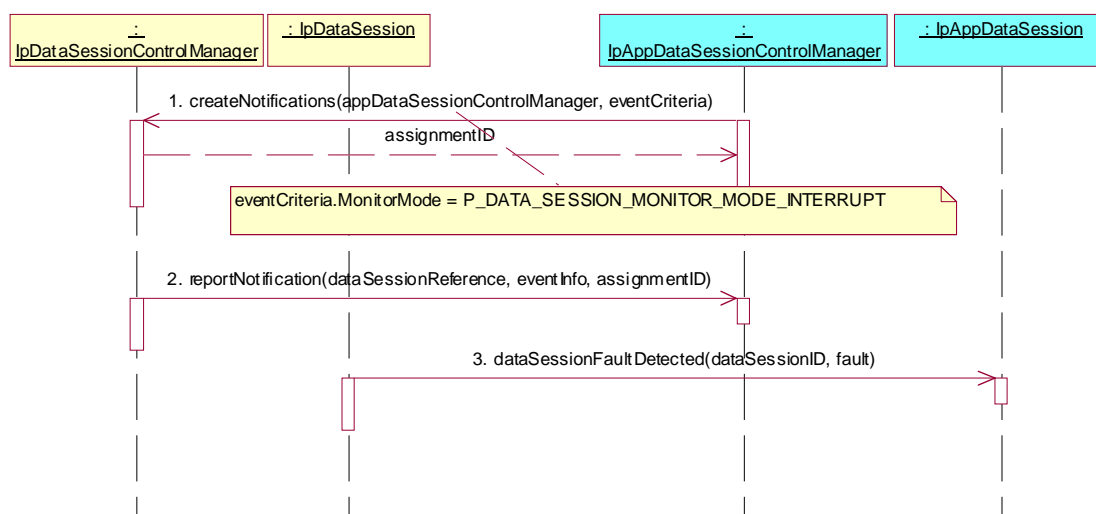 :
IpDataSessionControlManager
: IpDataSession
:
IpAppDataSessionControlManager
: IpAppDataSession
1. createNotifications(appDataSessionControlManager, eventCriteria)
assignmentID
eventCriteria.MonitorMode = P_DATA_SESSION_MONITOR_MODE_INTERRUPT
2. reportNotification(dataSessionReference, eventInfo, assignmentID)
3. dataSessionFaultDetected(dataSessionID, fault)